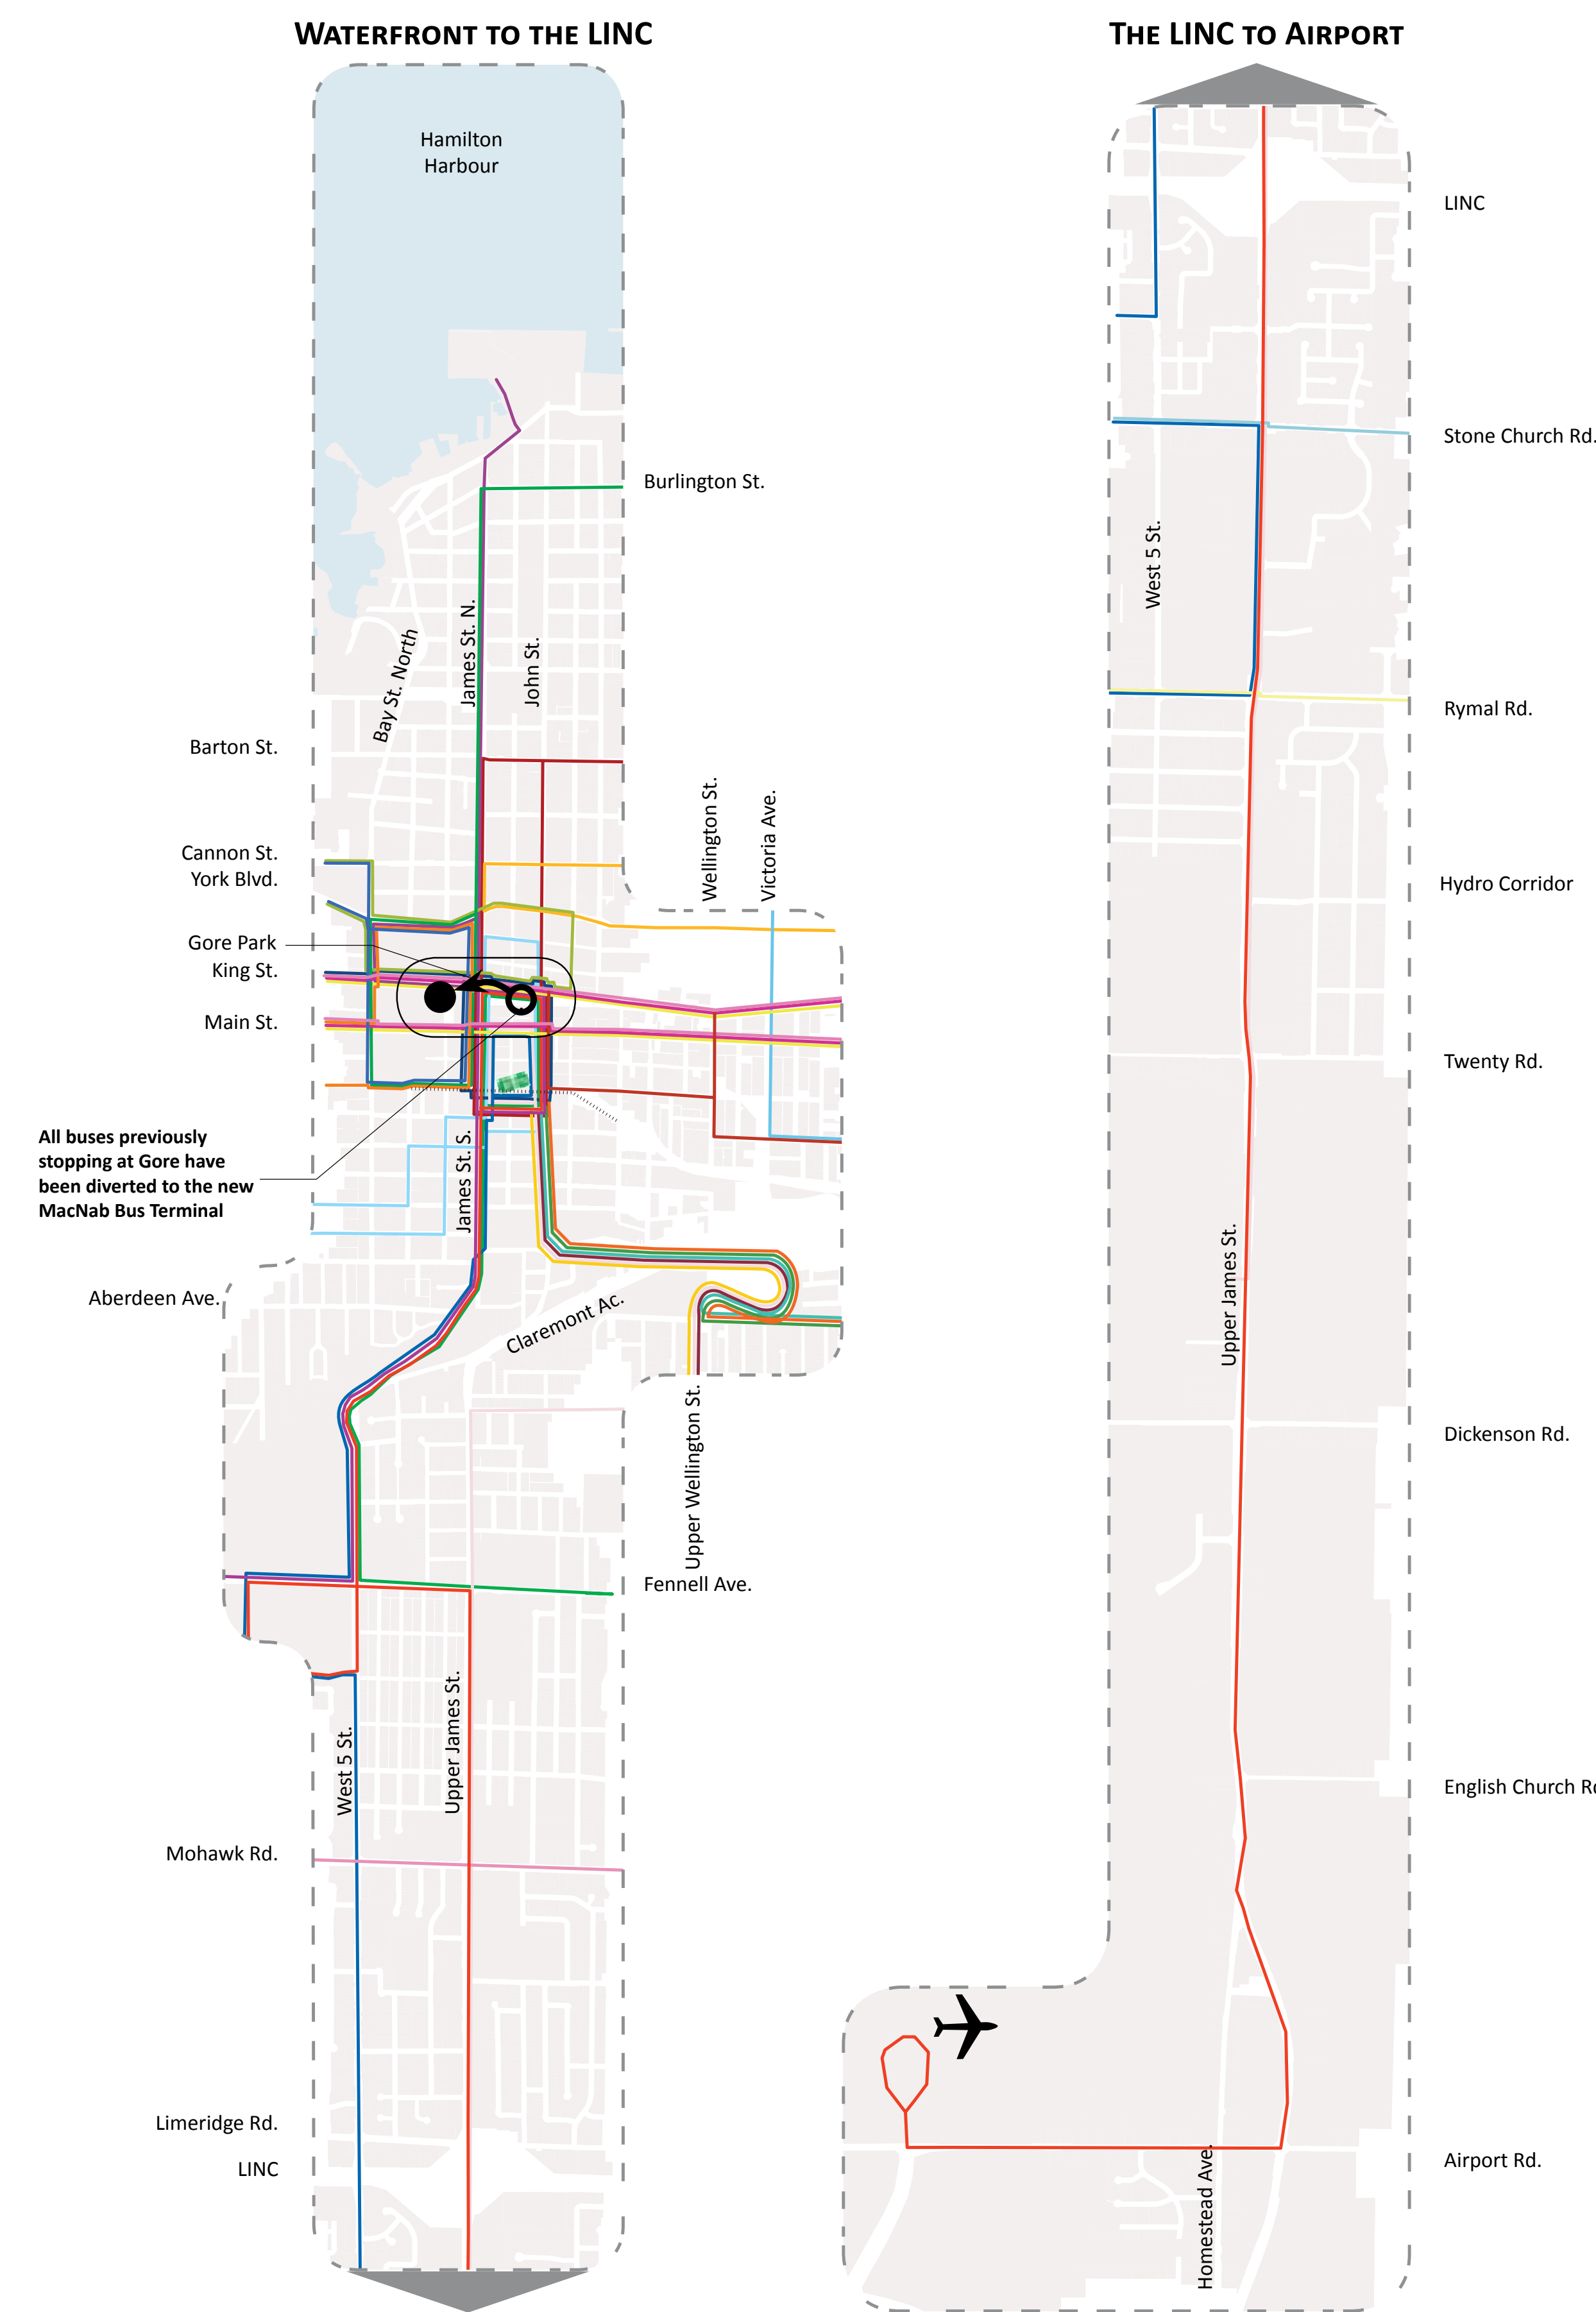 WATERFRONT TO THE LINC
Hamilton
Harbour
Burlington St.
James St. N.
John St.
Bay St. North
Barton St.
Wellington St.
Victoria Ave.
Cannon St.
York Blvd.
Gore Park
King St.
Main St.
All buses previously
stopping at Gore have
been diverted to the new
MacNab Bus Terminal
James St. S.
Aberdeen Ave.
Claremont Ac.
Upper Wellington St.
Fennell Ave.
West 5 St.
Upper James St.
Mohawk Rd.
Limeridge Rd.
LINC
THE LINC TO AIRPORT
LINC
Stone Church Rd.
West 5 St.
Rymal Rd.
Hydro Corridor
Twenty Rd.
Upper James St.
Dickenson Rd.
English Church
Airport Rd.
Homestead Ave.